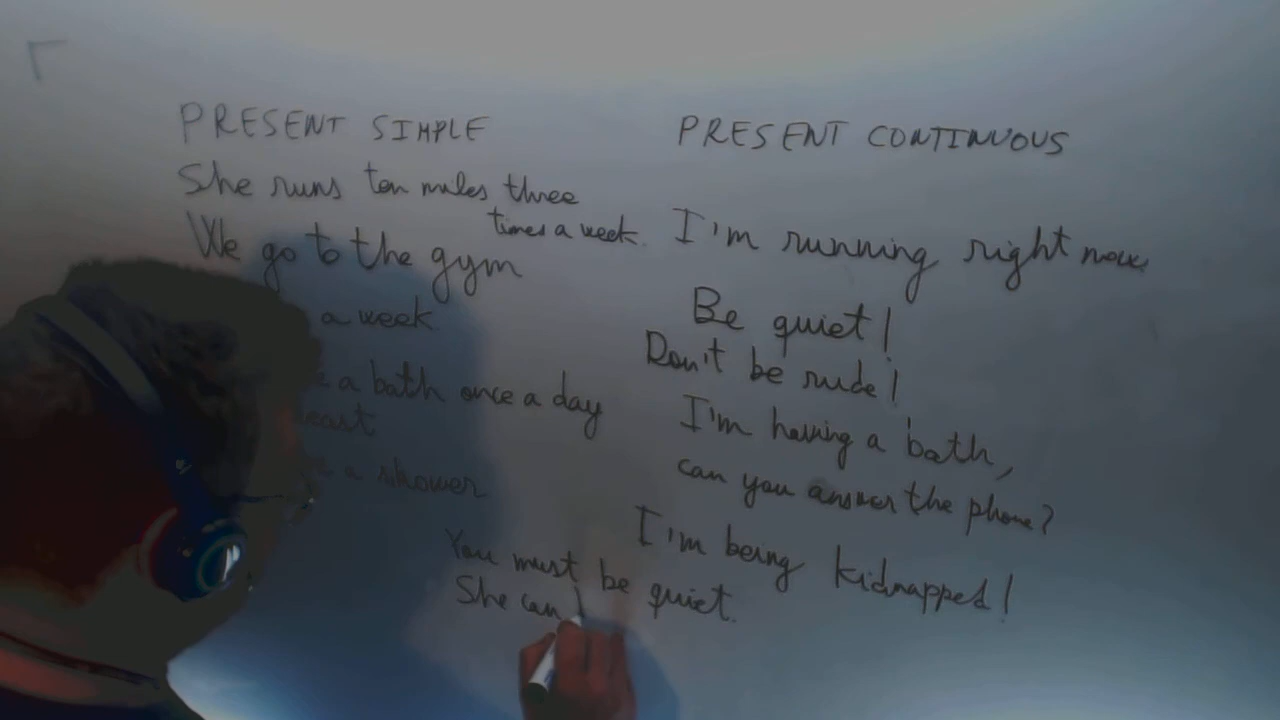 PRESENT SIMPLE
She runs ten miles three
times a week.
We go to the gym
a week
a bath once a day
a shower
PRESENT CONTINUOUS
I'm running right now.
Be quiet!
Don't be rude!
I'm having a bath,
can you answer the phone?
I'm being kidnapped!
You must be quiet.
She can